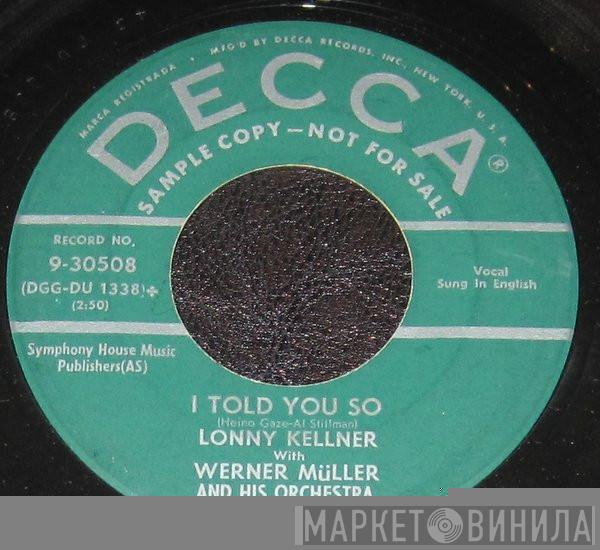 MARCA REGISTRADA • MFG'D BY DECCA RECORDS, INC., NEW YORK, U.S.A.
DECCA®
SAMPLE COPY—NOT FOR SALE
RECORD NO.
9-30508
(DGG-DU 1338)✤
(2:50)
Vocal
Sung in English
Symphony House Music
Publishers(AS)
I TOLD YOU SO
(Heino Gaze-Al Stillman)
LONNY KELLNER
With
WERNER MüLLER
AND HIS ORCHESTRA
МАРКЕТ ВИНИЛА